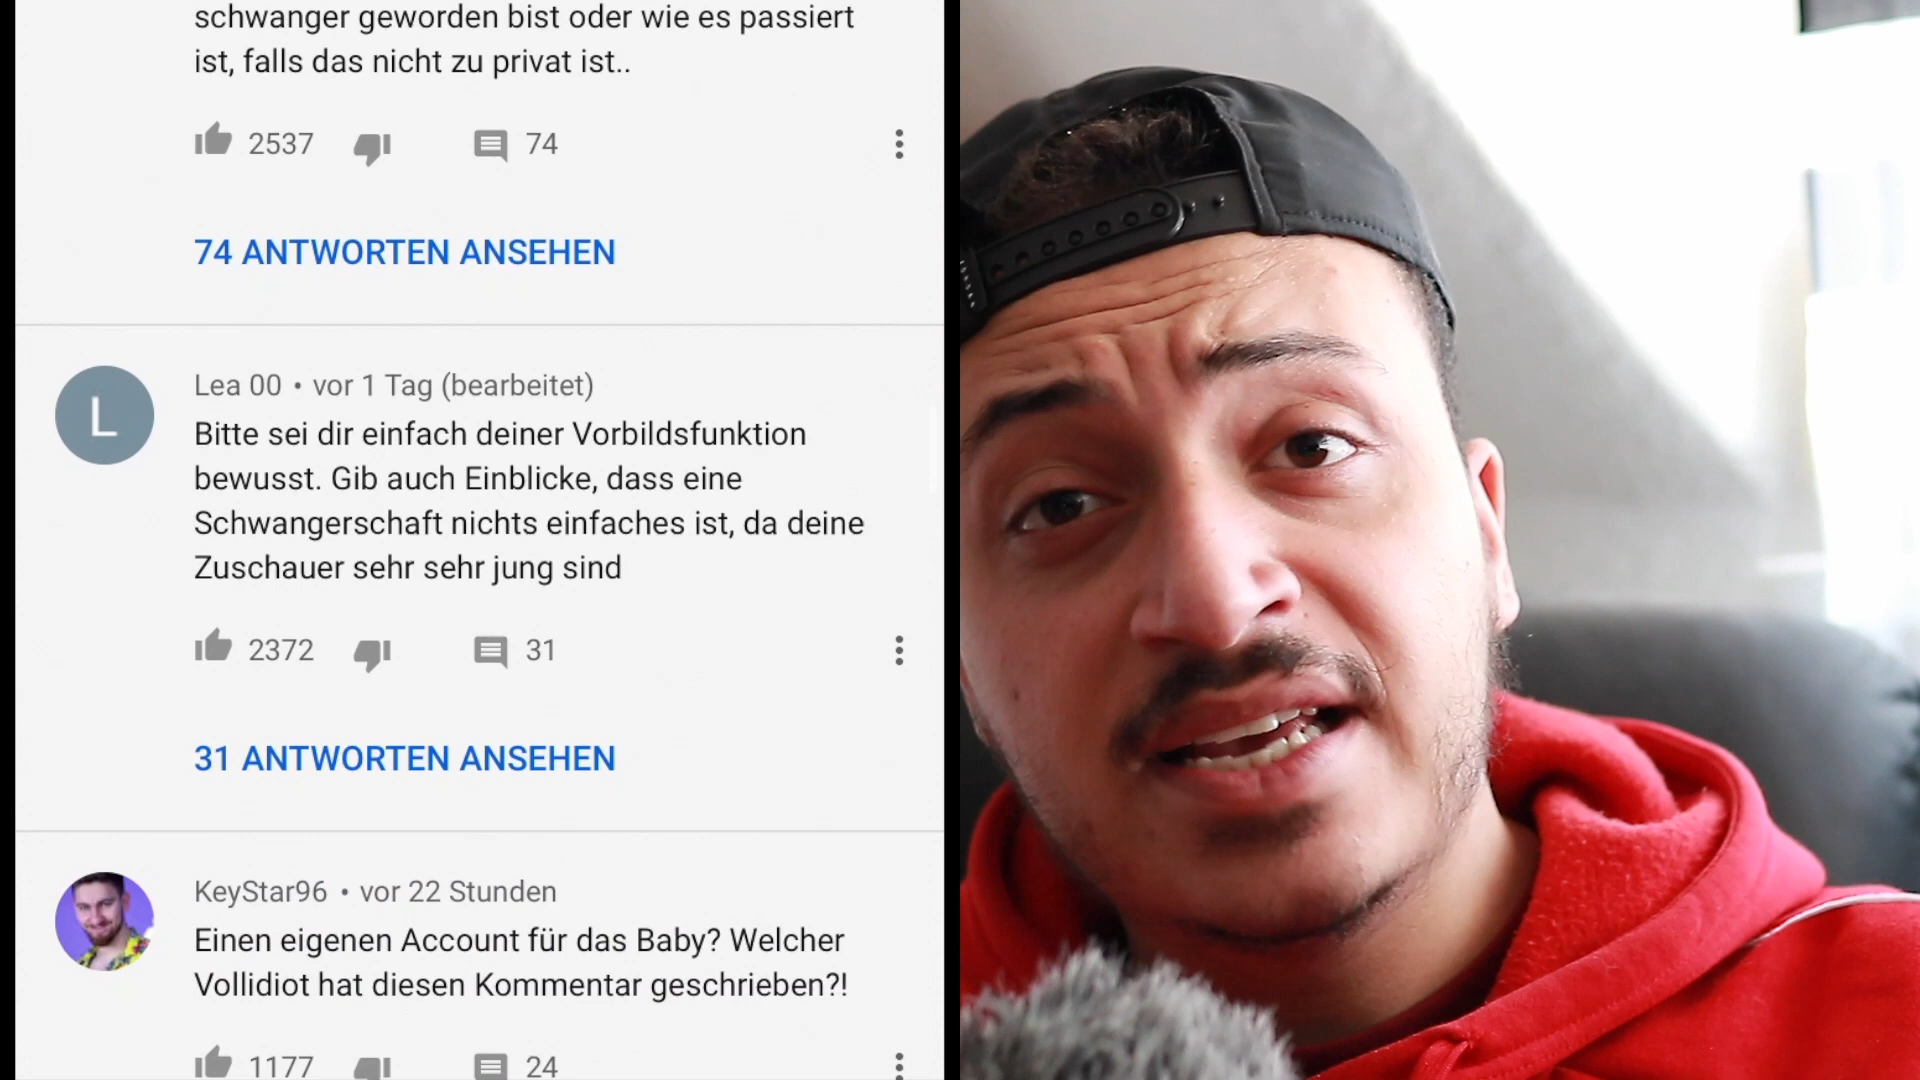 schwanger geworden bist oder wie es passiert
ist, falls das nicht zu privat ist..
2537 74
74 ANTWORTEN ANSEHEN
L
Lea 00 • vor 1 Tag (bearbeitet)
Bitte sei dir einfach deiner Vorbildsfunktion
bewusst. Gib auch Einblicke, dass eine
Schwangerschaft nichts einfaches ist, da deine
Zuschauer sehr sehr jung sind
2372 31
31 ANTWORTEN ANSEHEN
KeyStar96 • vor 22 Stunden
Einen eigenen Account für das Baby? Welcher
Vollidiot hat diesen Kommentar geschrieben?!
1177 24